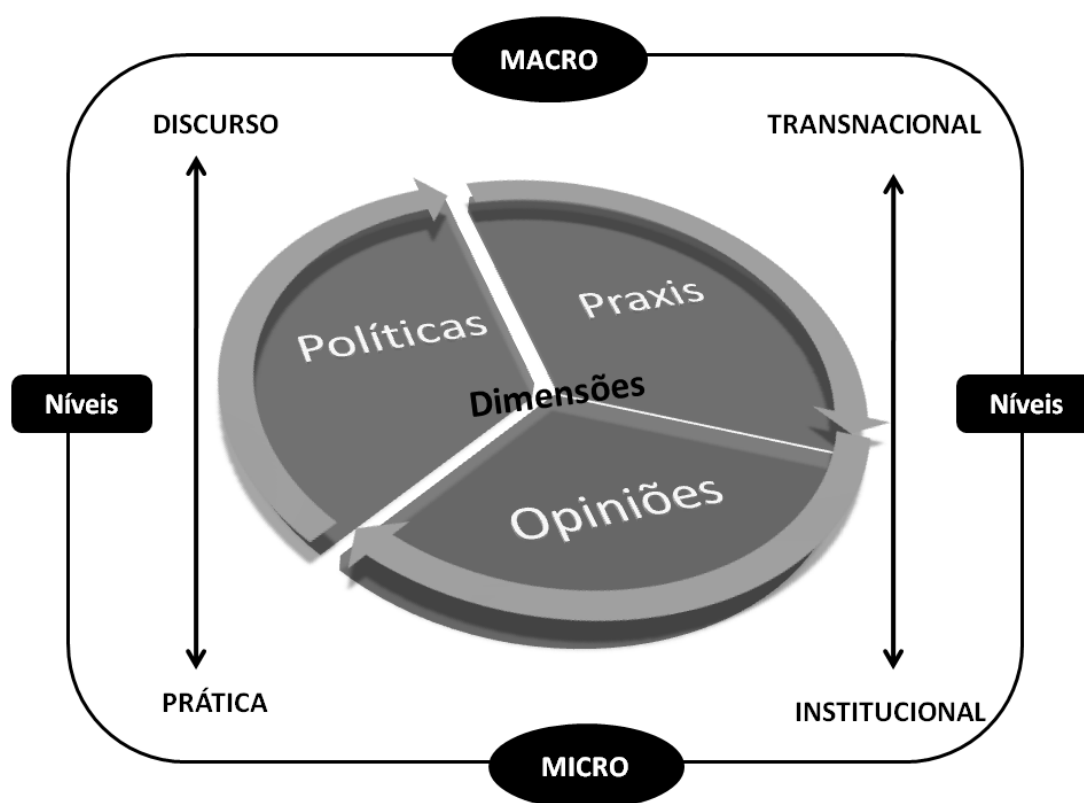 MACRO
DISCURSO
TRANSNACIONAL
Políticas
Praxis
Níveis
Dimensões
Níveis
Opiniões
PRÁTICA
INSTITUCIONAL
MICRO